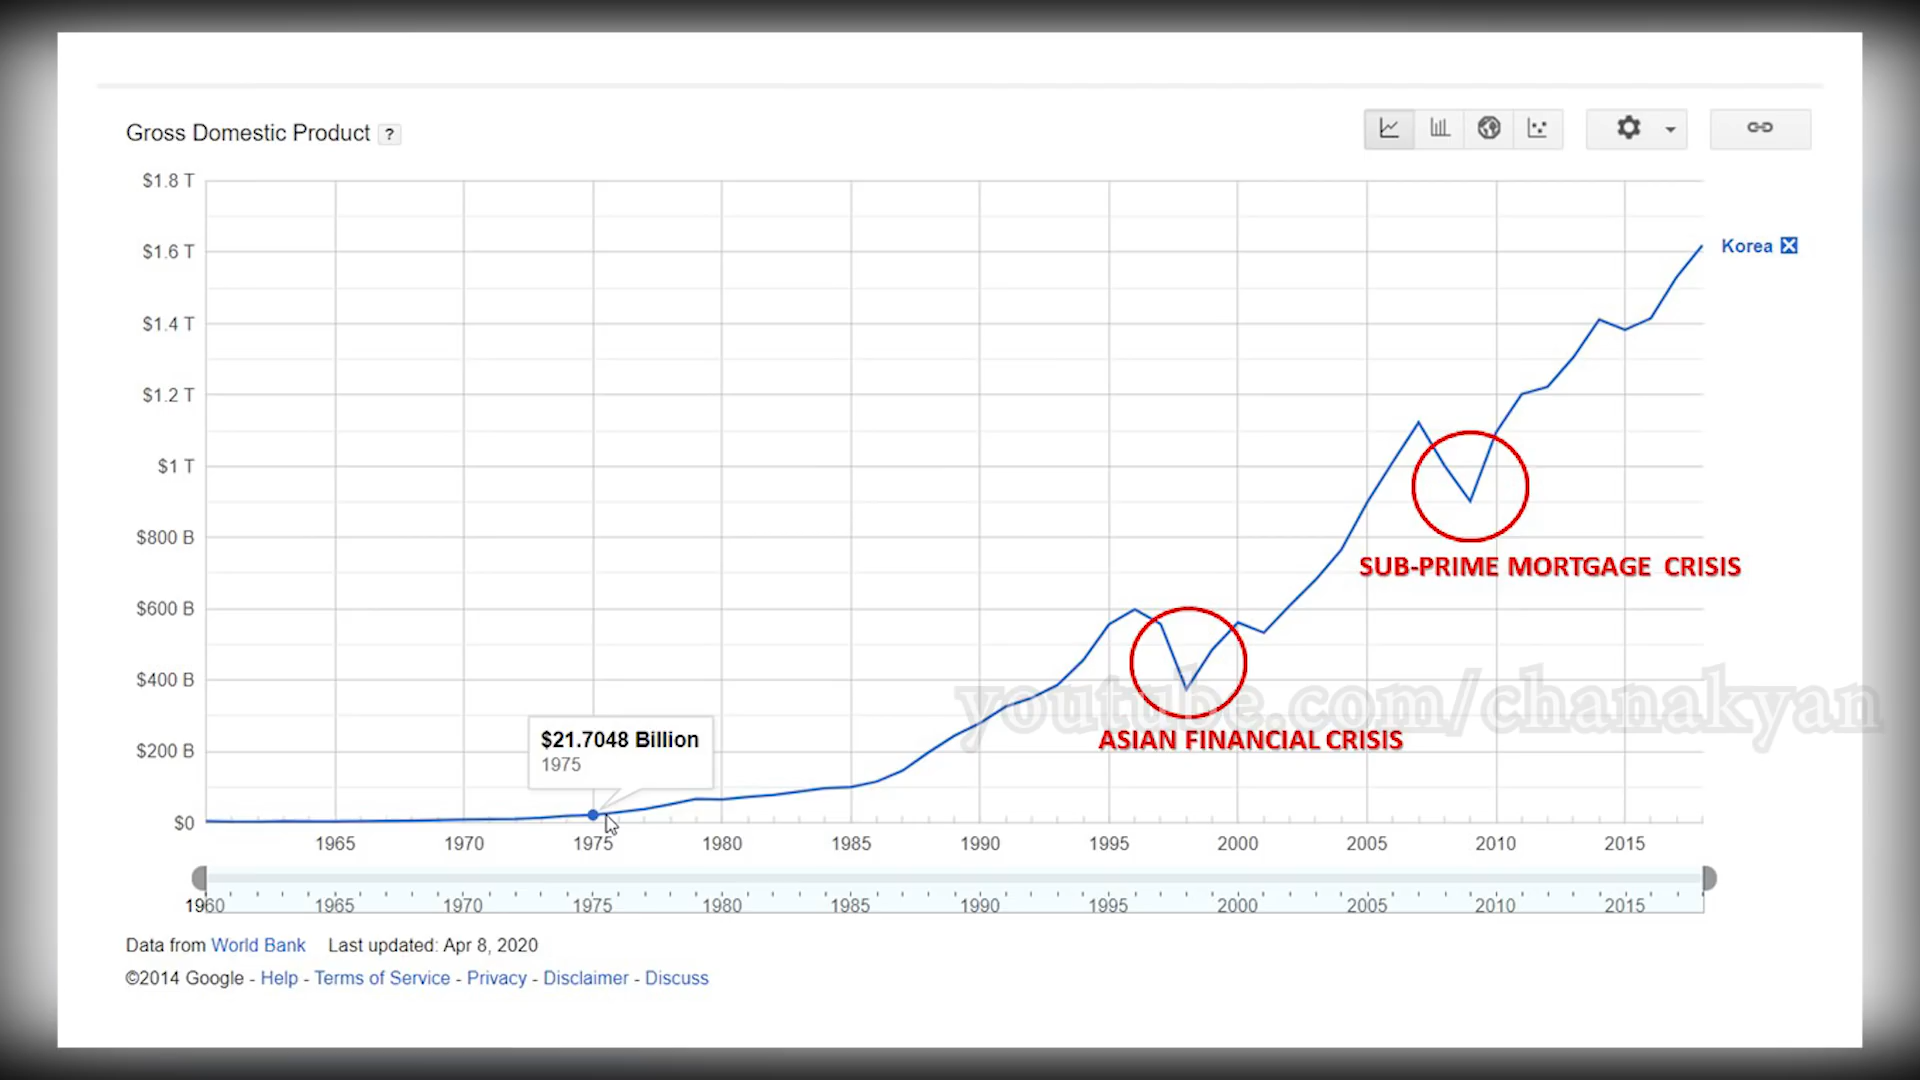 Gross Domestic Product ?
$1.8 T
$1.6 T
Korea
$1.4 T
$1.2 T
$1 T
$800 B
SUB-PRIME MORTGAGE CRISIS
$600 B
$400 B
youtube.com/chanakyan
ASIAN FINANCIAL CRISIS
$21.7048 Billion
1975
$200 B
$0
1965 1970 1975 1980 1985 1990 1995 2000 2005 2010 2015
1960 1965 1970 1975 1980 1985 1990 1995 2000 2005 2010 2015
Data from World Bank Last updated: Apr 8, 2020
©2014 Google - Help - Terms of Service - Privacy - Disclaimer - Discuss